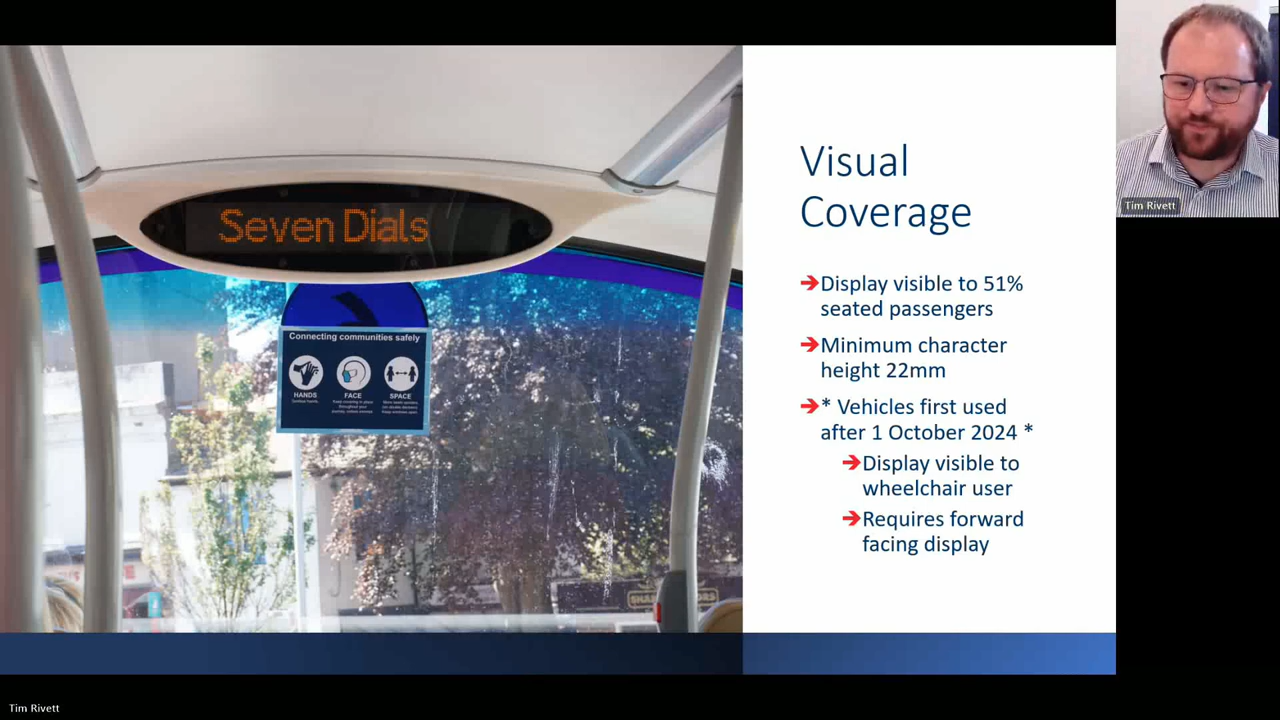 Seven Dials
Connecting communities safely
HANDS
FACE
SPACE
Visual
Coverage
➔Display visible to 51%
seated passengers
➔Minimum character
height 22mm
➔* Vehicles first used
after 1 October 2024 *
➔Display visible to
wheelchair user
➔Requires forward
facing display
Tim Rivett
Tim Rivett